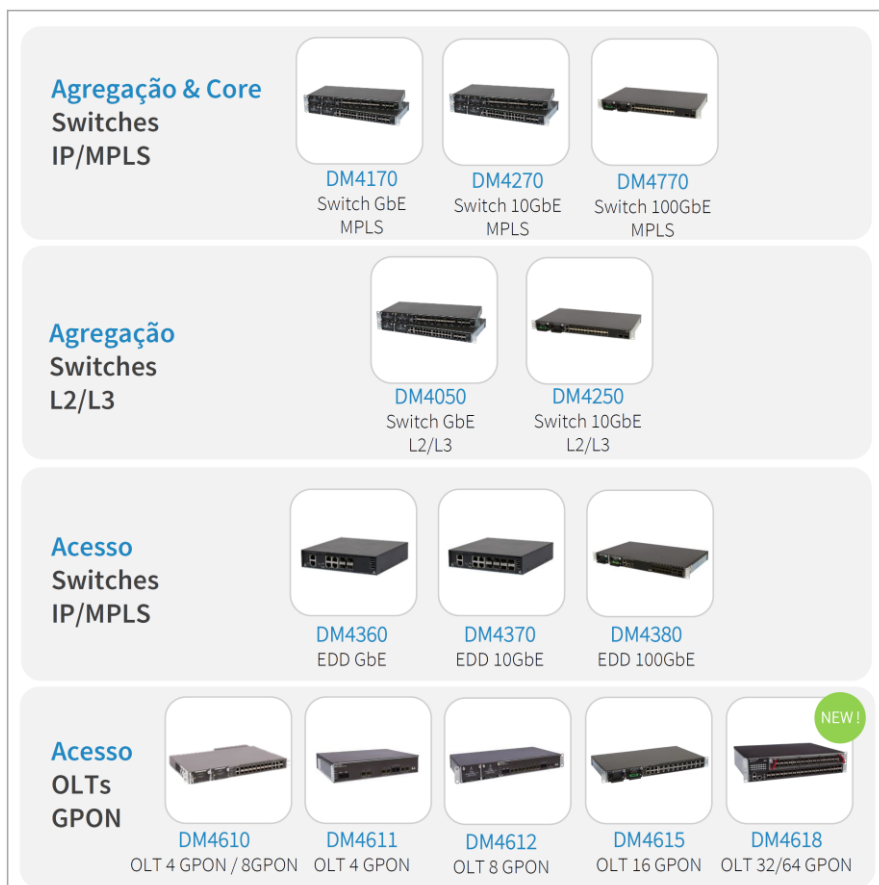 Agregação & Core
Switches
IP/MPLS
DM4170
Switch GbE
MPLS
DM4270
Switch 10GbE
MPLS
DM4770
Switch 100GbE
MPLS
Agregação
Switches
L2/L3
DM4050
Switch GbE
L2/L3
DM4250
Switch 10GbE
L2/L3
Acesso
Switches
IP/MPLS
DM4360
EDD GbE
DM4370
EDD 10GbE
DM4380
EDD 100GbE
Acesso
OLTs
GPON
DM4610
OLT 4 GPON / 8GPON
DM4611
OLT 4 GPON
DM4612
OLT 8 GPON
DM4615
OLT 16 GPON
NEW !
DM4618
OLT 32/64 GPON